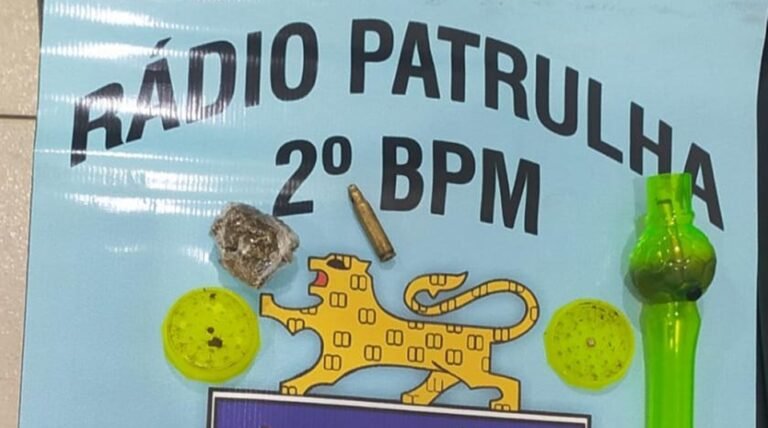 RÁDIO PATRULHA
2º BPM